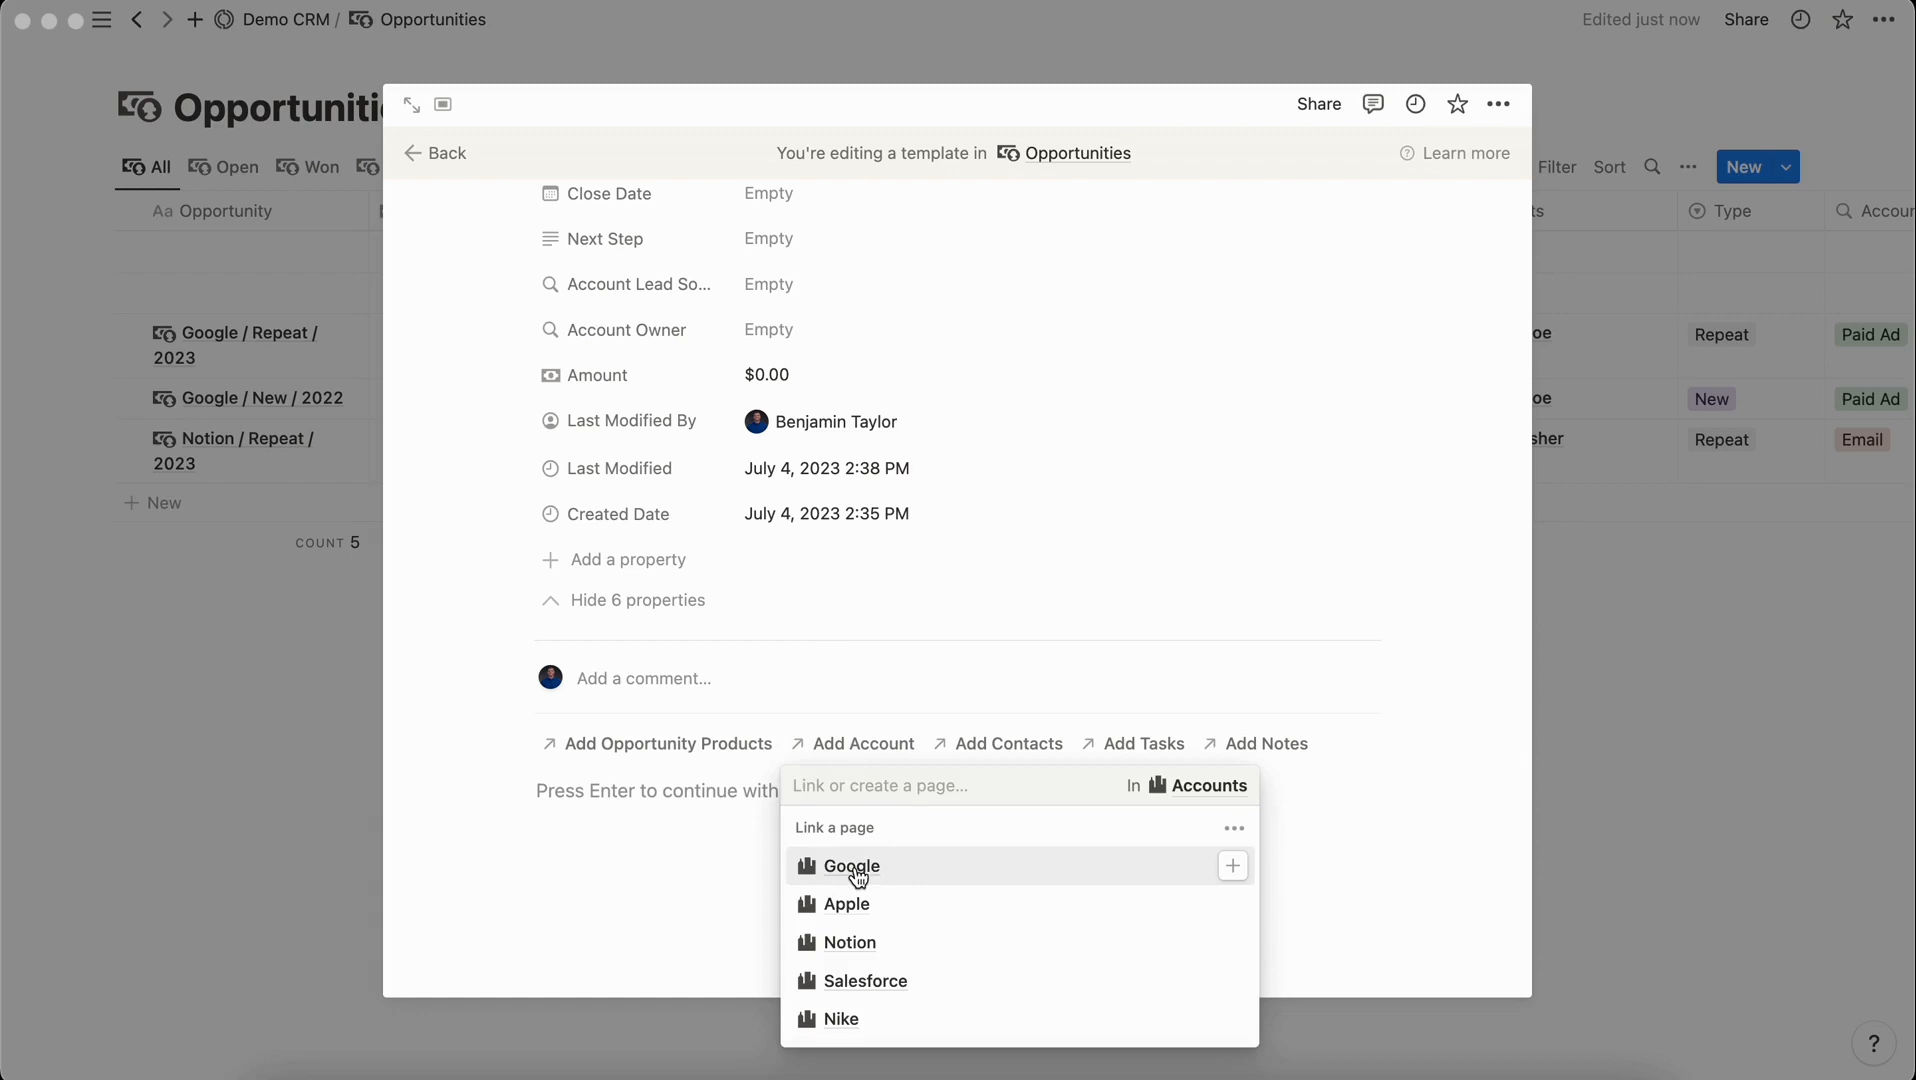 Demo CRM / Opportunities
Edited just now Share
Opportuniti
All Open Won
Filter Sort New
Aa Opportunity
ts Type Accour
Google / Repeat /
2023
oe Repeat Paid Ad
Google / New / 2022
oe New Paid Ad
Notion / Repeat /
2023
sher Repeat Email
+ New
COUNT 5
Share
Back
You're editing a template in Opportunities
Learn more
Close Date Empty
Next Step Empty
Account Lead So... Empty
Account Owner Empty
Amount $0.00
Last Modified By Benjamin Taylor
Last Modified July 4, 2023 2:38 PM
Created Date July 4, 2023 2:35 PM
+ Add a property
Hide 6 properties
Add a comment...
Add Opportunity Products Add Account Add Contacts Add Tasks Add Notes
Press Enter to continue with
Link or create a page... In Accounts
Link a page
Google
Apple
Notion
Salesforce
Nike
?